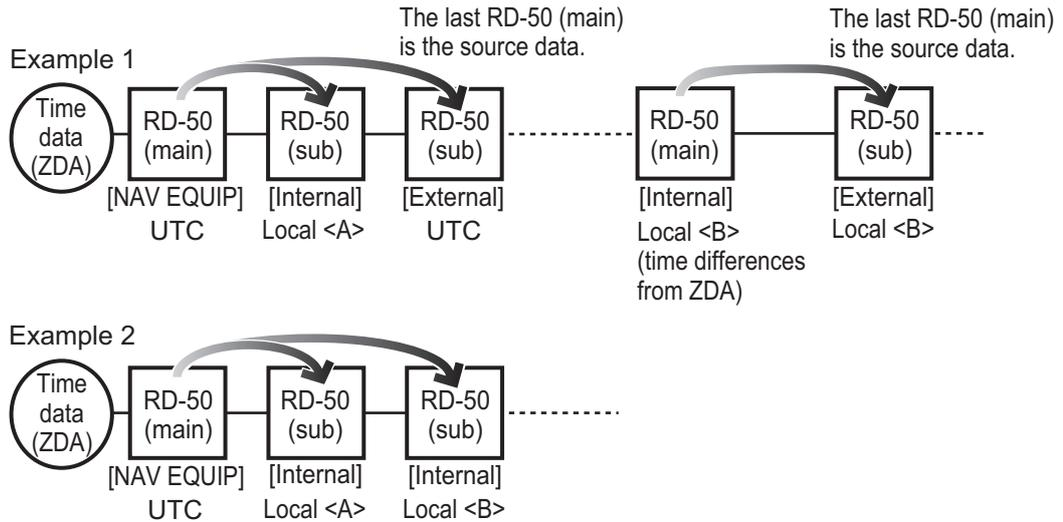 The last RD-50 (main)
is the source data.
The last RD-50 (main)
is the source data.
Example 1
Time
data
(ZDA)
RD-50
(main)
RD-50
(sub)
RD-50
(sub)
RD-50
(main)
RD-50
(sub)
[NAV EQUIP]
UTC
[Internal]
Local <A>
[External]
UTC
[Internal]
Local <B>
(time differences
from ZDA)
[External]
Local <B>
Example 2
Time
data
(ZDA)
RD-50
(main)
RD-50
(sub)
RD-50
(sub)
[NAV EQUIP]
UTC
[Internal]
Local <A>
[Internal]
Local <B>